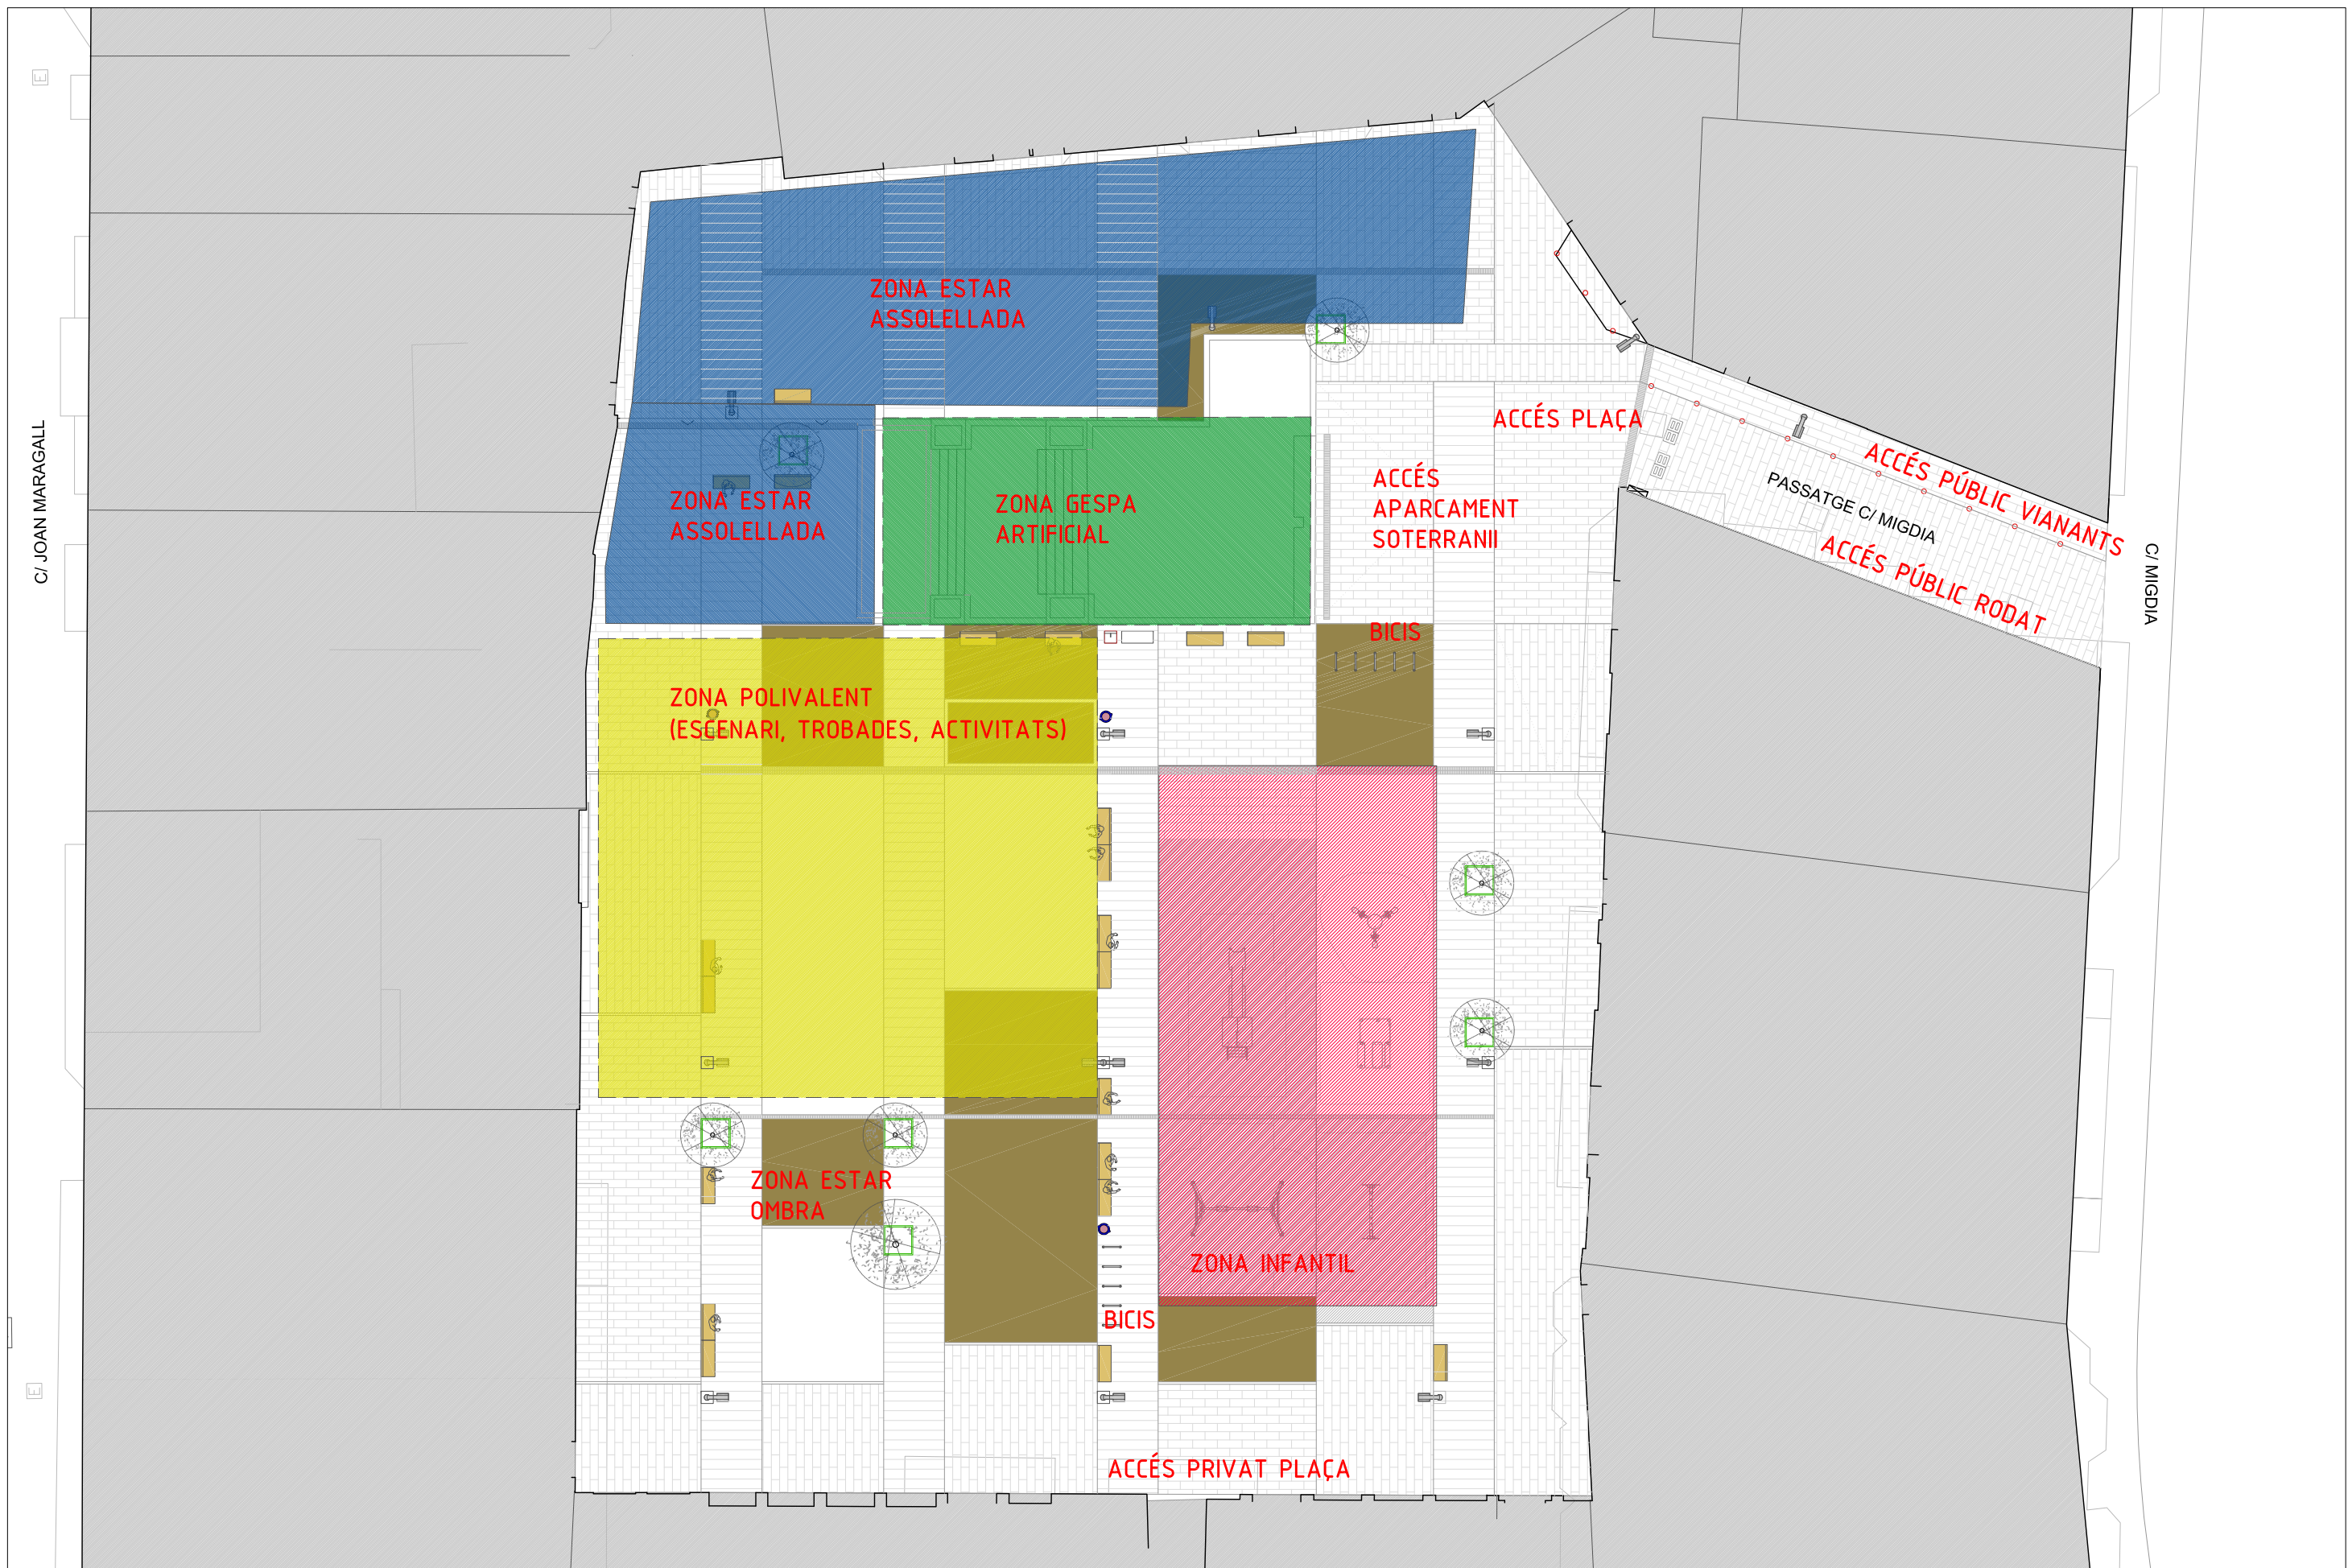 ZONA ESTAR
ASSOLELLADA
ACCÉS PLAÇA
ACCÉS PÚBLIC VIANANTS
PASSATGE C/ MIGDIA
ACCÉS PÚBLIC RODAT
C/ JOAN MARAGALL
C/ MIGDIA
ZONA ESTAR
ASSOLELLADA
ZONA GESPA
ARTIFICIAL
ACCÉS
APARCAMENT
SOTERRANII
BICIS
ZONA POLIVALENT
(ESCENARI, TROBADES, ACTIVITATS)
ZONA ESTAR
OMBRA
ZONA INFANTIL
BICIS
ACCÉS PRIVAT PLAÇA
E
E